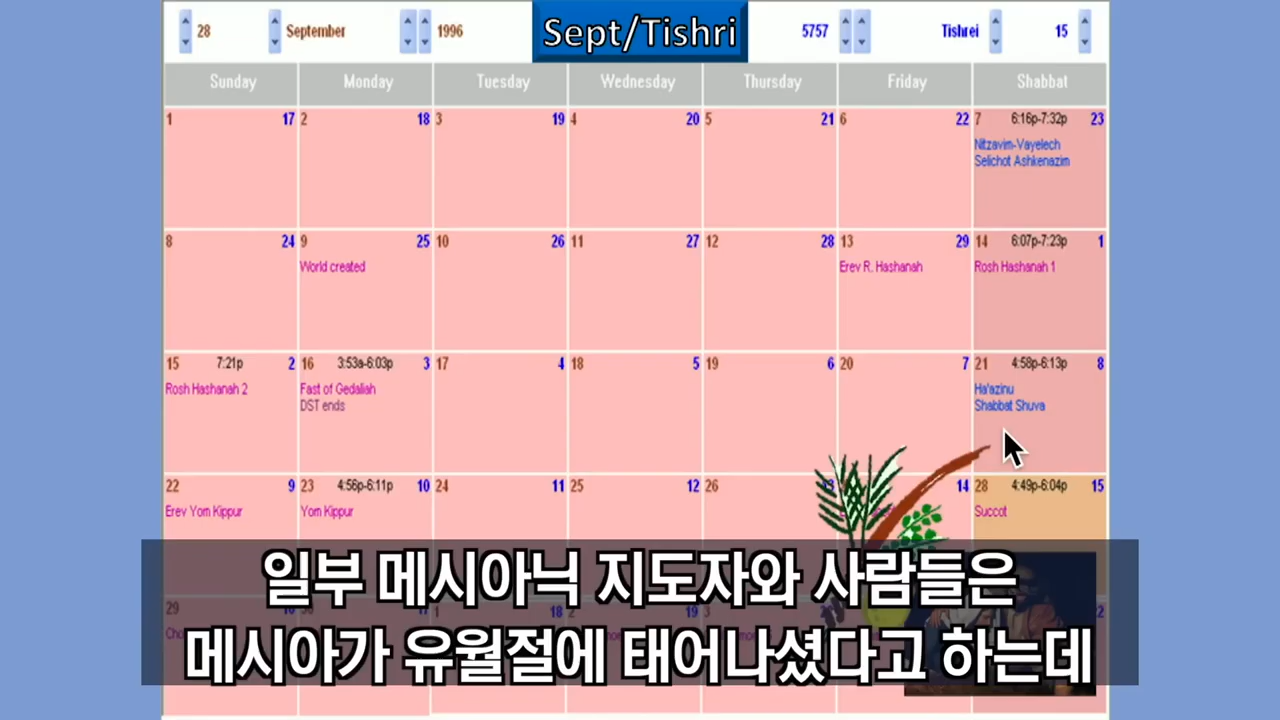 28 September 1996 Sept/Tishri 5757 Tishrei 15
Sunday Monday Tuesday Wednesday Thursday Friday Shabbat
1 17 2 18 3 19 4 20 5 21 6 22 7 6:16p-7:32p 23
Nitzavim-Vayelech
Selichot Ashkenazim
8 24 9 25 10 26 11 27 12 28 13 29 14 6:07p-7:23p 1
World created Erev R. Hashanah Rosh Hashanah 1
15 7:21p 2 16 3:53a-6:03p 3 17 4 18 5 19 6 20 7 21 4:58p-6:13p 8
Rosh Hashanah 2 Fast of Gedaliah Ha'azinu
DST ends Shabbat Shuva
22 9 23 4:56p-6:11p 10 24 11 25 12 26 13 14 28 4:49p-6:04p 15
Erev Yom Kippur Yom Kippur Succot
일부 메시아닉 지도자와 사람들은
29 18 19
메시아가 유월절에 태어나셨다고 하는데